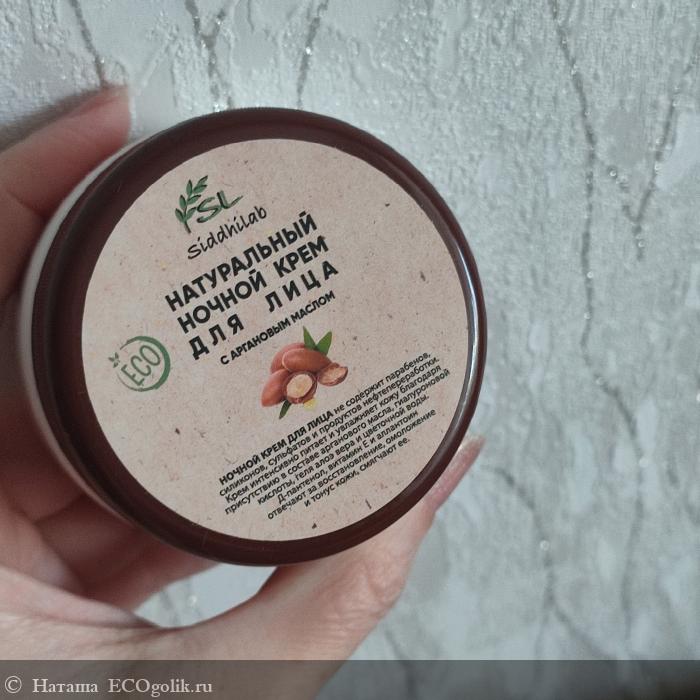 SL
Siddhilab
НАТУРАЛЬНЫЙ
НОЧНОЙ КРЕМ
ДЛЯ ЛИЦА
С АРГАНОВЫМ МАСЛОМ
ECO
НОЧНОЙ КРЕМ ДЛЯ ЛИЦА не содержит парабенов,
силиконов, сульфатов и продуктов нефтепереработки.
Крем интенсивно питает и увлажняет кожу благодаря
присутствию в составе арганового масла, гиалуроновой
кислоты, геля алоэ вера и цветочной воды.
Д-пантенол, витамин Е и аллантоин
отвечают за восстановление, омоложение
и тонус кожи, смягчают ее.
© Наташа ECOgolik.ru